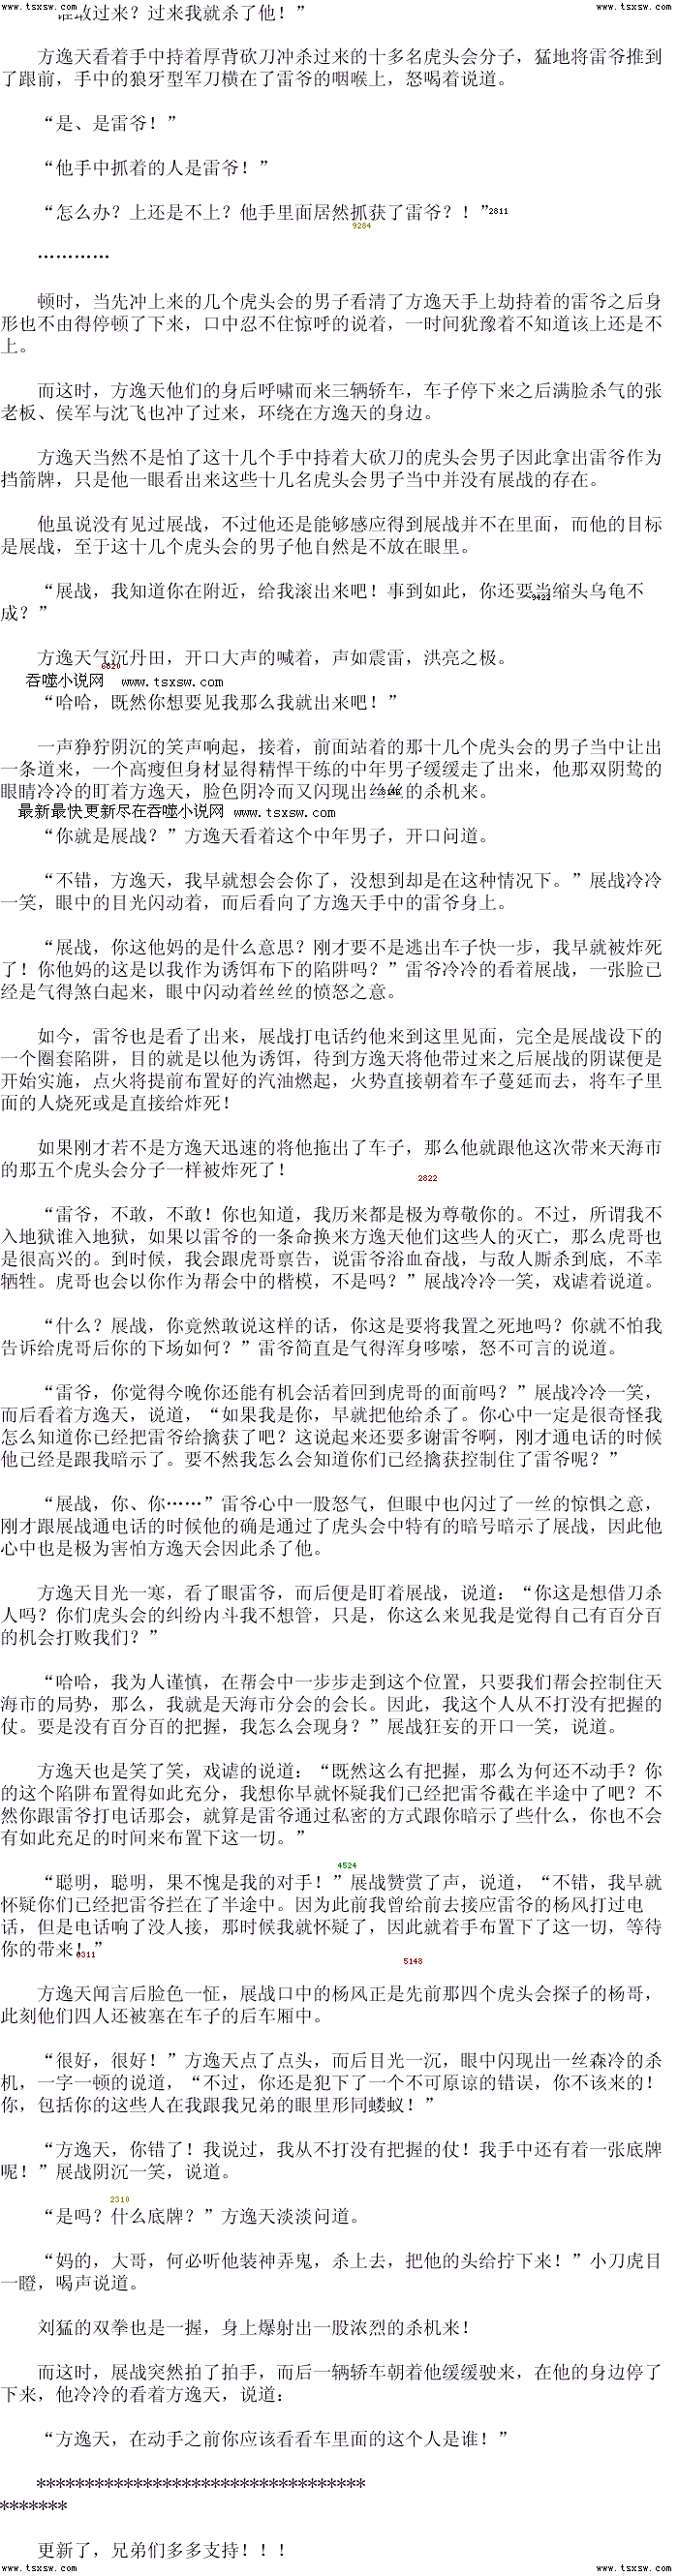 www.tsxsw.com www.tsxsw.com
敢过来？过来我就杀了他！”
方逸天看着手中持着厚背砍刀冲杀过来的十多名虎头会分子，猛地将雷爷推到
了跟前，手中的狼牙型军刀横在了雷爷的咽喉上，怒喝着说道。
“是、是雷爷！”
“他手中抓着的人是雷爷！”
“怎么办？上还是不上？他手里面居然抓获了雷爷？！”2811
9284
…………
顿时，当先冲上来的几个虎头会的男子看清了方逸天手上劫持着的雷爷之后身
形也不由得停顿了下来，口中忍不住惊呼的说着，一时间犹豫着不知道该上还是不
上。
而这时，方逸天他们的身后呼啸而来三辆轿车，车子停下来之后满脸杀气的张
老板、侯军与沈飞也冲了过来，环绕在方逸天的身边。
方逸天当然不是怕了这十几个手中持着大砍刀的虎头会男子因此拿出雷爷作为
挡箭牌，只是他一眼看出来这些十几名虎头会男子当中并没有展战的存在。
他虽说没有见过展战，不过他还是能够感应得到展战并不在里面，而他的目标
是展战，至于这十几个虎头会的男子他自然是不放在眼里。
“展战，我知道你在附近，给我滚出来吧！事到如此，你还要当缩头乌龟不
9422
成？”
方逸天气沉丹田，开口大声的喊着，声如震雷，洪亮之极。
6820
吞噬小说网 www.tsxsw.com
“哈哈，既然你想要见我那么我就出来吧！”
一声狰狞阴沉的笑声响起，接着，前面站着的那十几个虎头会的男子当中让出
一条道来，一个高瘦但身材显得精悍干练的中年男子缓缓走了出来，他那双阴鸷的
眼睛冷冷的盯着方逸天，脸色阴冷而又闪现出丝丝的杀机来。
最新最快更新尽在吞噬小说网 www.tsxsw.com
“你就是展战？”方逸天看着这个中年男子，开口问道。
“不错，方逸天，我早就想会会你了，没想到却是在这种情况下。”展战冷冷
一笑，眼中的目光闪动着，而后看向了方逸天手中的雷爷身上。
“展战，你这他妈的是什么意思？刚才要不是逃出车子快一步，我早就被炸死
了！你他妈的这是以我作为诱饵布下的陷阱吗？”雷爷冷冷的看着展战，一张脸已
经是气得煞白起来，眼中闪动着丝丝的愤怒之意。
如今，雷爷也是看了出来，展战打电话约他来到这里见面，完全是展战设下的
一个圈套陷阱，目的就是以他为诱饵，待到方逸天将他带过来之后展战的阴谋便是
开始实施，点火将提前布置好的汽油燃起，火势直接朝着车子蔓延而去，将车子里
面的人烧死或是直接给炸死！
如果刚才若不是方逸天迅速的将他拖出了车子，那么他就跟他这次带来天海市
的那五个虎头会分子一样被炸死了！
2822
“雷爷，不敢，不敢！你也知道，我历来都是极为尊敬你的。不过，所谓我不
入地狱谁入地狱，如果以雷爷的一条命换来方逸天他们这些人的灭亡，那么虎哥也
是很高兴的。到时候，我会跟虎哥禀告，说雷爷浴血奋战，与敌人厮杀到底，不幸
牺牲。虎哥也会以你作为帮会中的楷模，不是吗？”展战冷冷一笑，戏谑着说道。
“什么？展战，你竟然敢说这样的话，你这是要将我置之死地吗？你就不怕我
告诉给虎哥后你的下场如何？”雷爷简直是气得浑身哆嗦，怒不可言的说道。
“雷爷，你觉得今晚你还能有机会活着回到虎哥的面前吗？”展战冷冷一笑，
而后看着方逸天，说道，“如果我是你，早就把他给杀了。你心中一定是很奇怪我
怎么知道你已经把雷爷给擒获了吧？这说起来还要多谢雷爷啊，刚才通电话的时候
他已经是跟我暗示了。要不然我怎么会知道你们已经擒获控制住了雷爷呢？”
“展战，你、你……”雷爷心中一股怒气，但眼中也闪过了一丝的惊惧之意，
刚才跟展战通电话的时候他的确是通过了虎头会中特有的暗号暗示了展战，因此他
心中也是极为害怕方逸天会因此杀了他。
方逸天目光一寒，看了眼雷爷，而后便是盯着展战，说道：“你这是想借刀杀
人吗？你们虎头会的纠纷内斗我不想管，只是，你这么来见我是觉得自己有百分百
的机会打败我们？”
“哈哈，我为人谨慎，在帮会中一步步走到这个位置，只要我们帮会控制住天
海市的局势，那么，我就是天海市分会的会长。因此，我这个人从不打没有把握的
仗。要是没有百分百的把握，我怎么会现身？”展战狂妄的开口一笑，说道。
方逸天也是笑了笑，戏谑的说道：“既然这么有把握，那么为何还不动手？你
的这个陷阱布置得如此充分，我想你早就怀疑我们已经把雷爷截在半途中了吧？不
然你跟雷爷打电话那会，就算是雷爷通过私密的方式跟你暗示了些什么，你也不会
有如此充足的时间来布置下这一切。”
4524
“聪明，聪明，果不愧是我的对手！”展战赞赏了声，说道，“不错，我早就
怀疑你们已经把雷爷拦在了半途中。因为此前我曾给前去接应雷爷的杨风打过电
话，但是电话响了没人接，那时候我就怀疑了，因此就着手布置下了这一切，等待
你的带来！”
0311
5148
方逸天闻言后脸色一怔，展战口中的杨风正是先前那四个虎头会探子的杨哥，
此刻他们四人还被塞在车子的后车厢中。
“很好，很好！”方逸天点了点头，而后目光一沉，眼中闪现出一丝森冷的杀
机，一字一顿的说道，“不过，你还是犯下了一个不可原谅的错误，你不该来的！
你，包括你的这些人在我跟我兄弟的眼里形同蝼蚁！”
“方逸天，你错了！我说过，我从不打没有把握的仗！我手中还有着一张底牌
呢！”展战阴沉一笑，说道。
2310
“是吗？什么底牌？”方逸天淡淡问道。
“妈的，大哥，何必听他装神弄鬼，杀上去，把他的头给拧下来！”小刀虎目
一瞪，喝声说道。
刘猛的双拳也是一握，身上爆射出一股浓烈的杀机来！
而这时，展战突然拍了拍手，而后一辆轿车朝着他缓缓驶来，在他的身边停了
下来，他冷冷的看着方逸天，说道：
“方逸天，在动手之前你应该看看车里面的这个人是谁！”
**********************************
*******
更新了，兄弟们多多支持！！！
www.tsxsw.com www.tsxsw.com